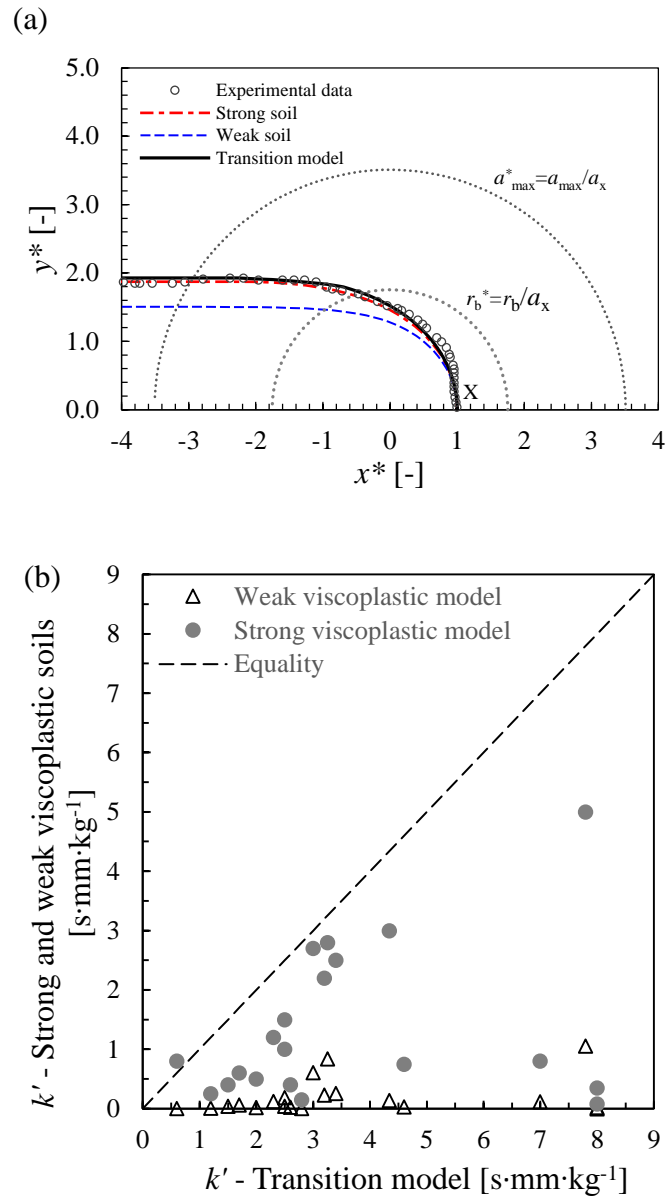 (a)
5.0
4.0
3.0
2.0
1.0
0.0
y* [-]
Experimental data
Strong soil
Weak soil
Transition model
a*max=amax/ax
rb*=rb/ax
X
-4 -3 -2 -1 0 1 2 3 4
x* [-]
(b)
9
8
7
6
5
4
3
2
1
0
k′ - Strong and weak viscoplastic soils
[s·mm·kg-1]
Weak viscoplastic model
Strong viscoplastic model
Equality
0 1 2 3 4 5 6 7 8 9
k′ - Transition model [s·mm·kg-1]